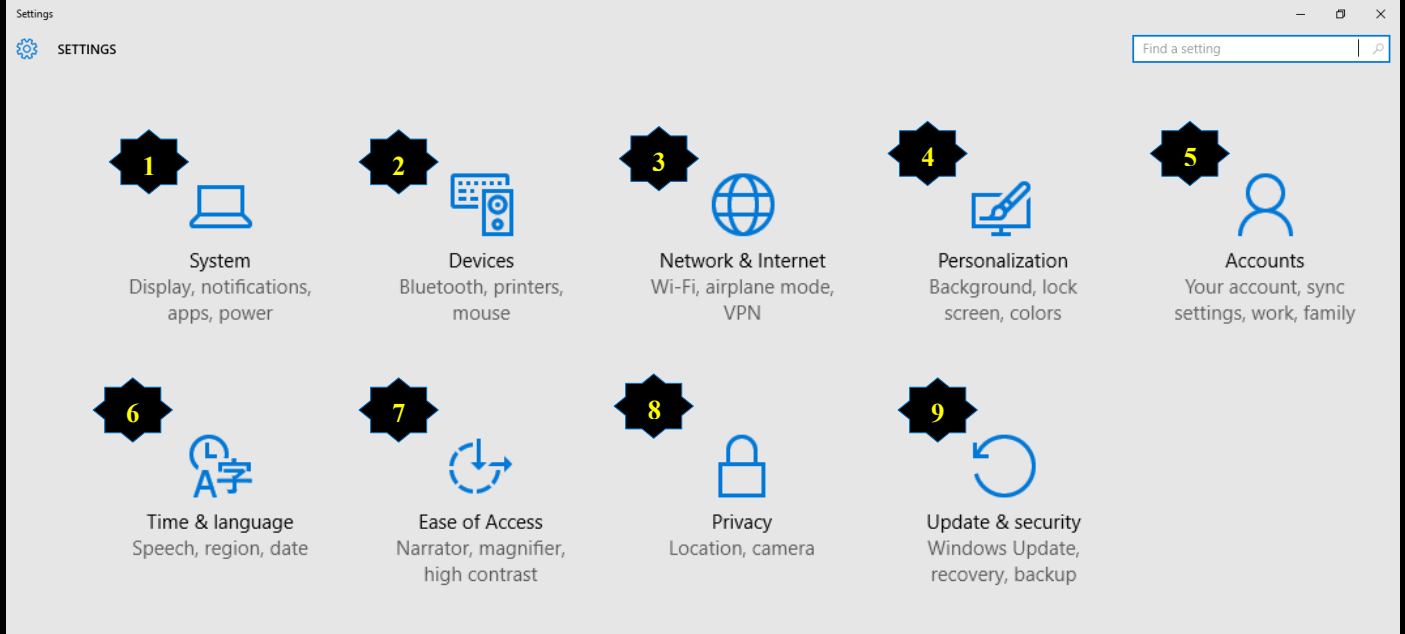 Settings
SETTINGS
Find a setting
1
2
3
4
5
System
Devices
Network & Internet
Personalization
Accounts
Display, notifications,
apps, power
Bluetooth, printers,
mouse
Wi-Fi, airplane mode,
VPN
Background, lock
screen, colors
Your account, sync
settings, work, family
6
7
8
9
A字
Time & language
Ease of Access
Privacy
Update & security
Speech, region, date
Narrator, magnifier,
high contrast
Location, camera
Windows Update,
recovery, backup